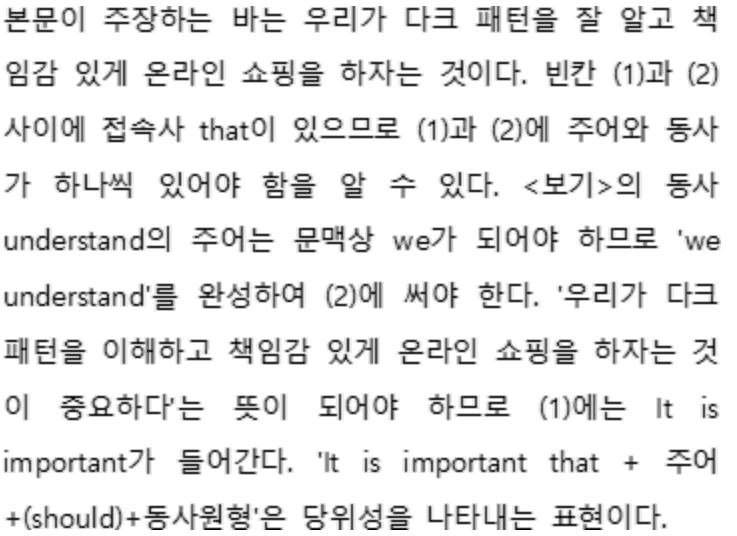 본문이 주장하는 바는 우리가 다크 패턴을 잘 알고 책
임감 있게 온라인 쇼핑을 하자는 것이다. 빈칸 (1)과 (2)
사이에 접속사 that이 있으므로 (1)과 (2)에 주어와 동사
가 하나씩 있어야 함을 알 수 있다. <보기>의 동사
understand의 주어는 문맥상 we가 되어야 하므로 'we
understand'를 완성하여 (2)에 써야 한다. '우리가 다크
패턴을 이해하고 책임감 있게 온라인 쇼핑을 하자는 것
이 중요하다'는 뜻이 되어야 하므로 (1)에는 It is
important가 들어간다. 'It is important that + 주어
+(should)+동사원형'은 당위성을 나타내는 표현이다.